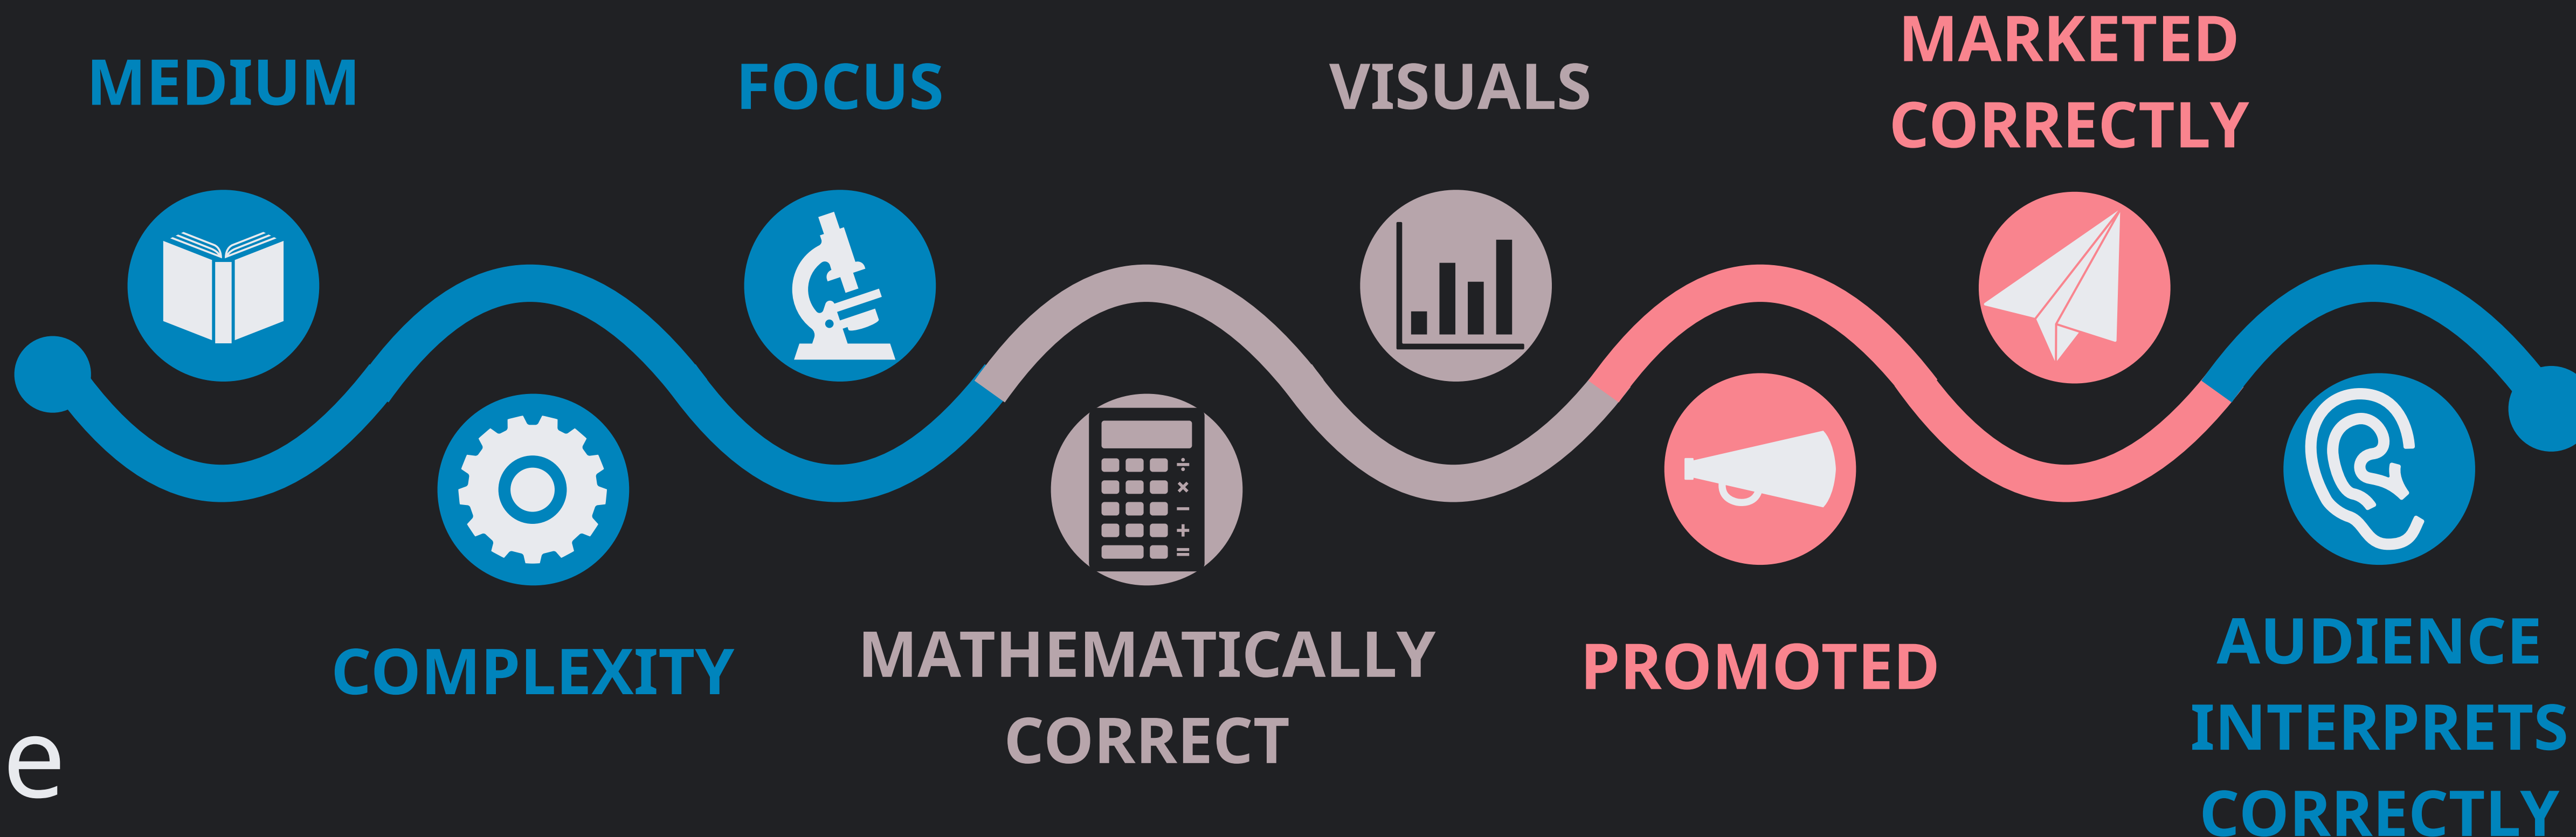 MEDIUM
COMPLEXITY
FOCUS
MATHEMATICALLY
CORRECT
÷
×
−
+
=
VISUALS
PROMOTED
MARKETED
CORRECTLY
AUDIENCE
INTERPRETS
CORRECTLY
e